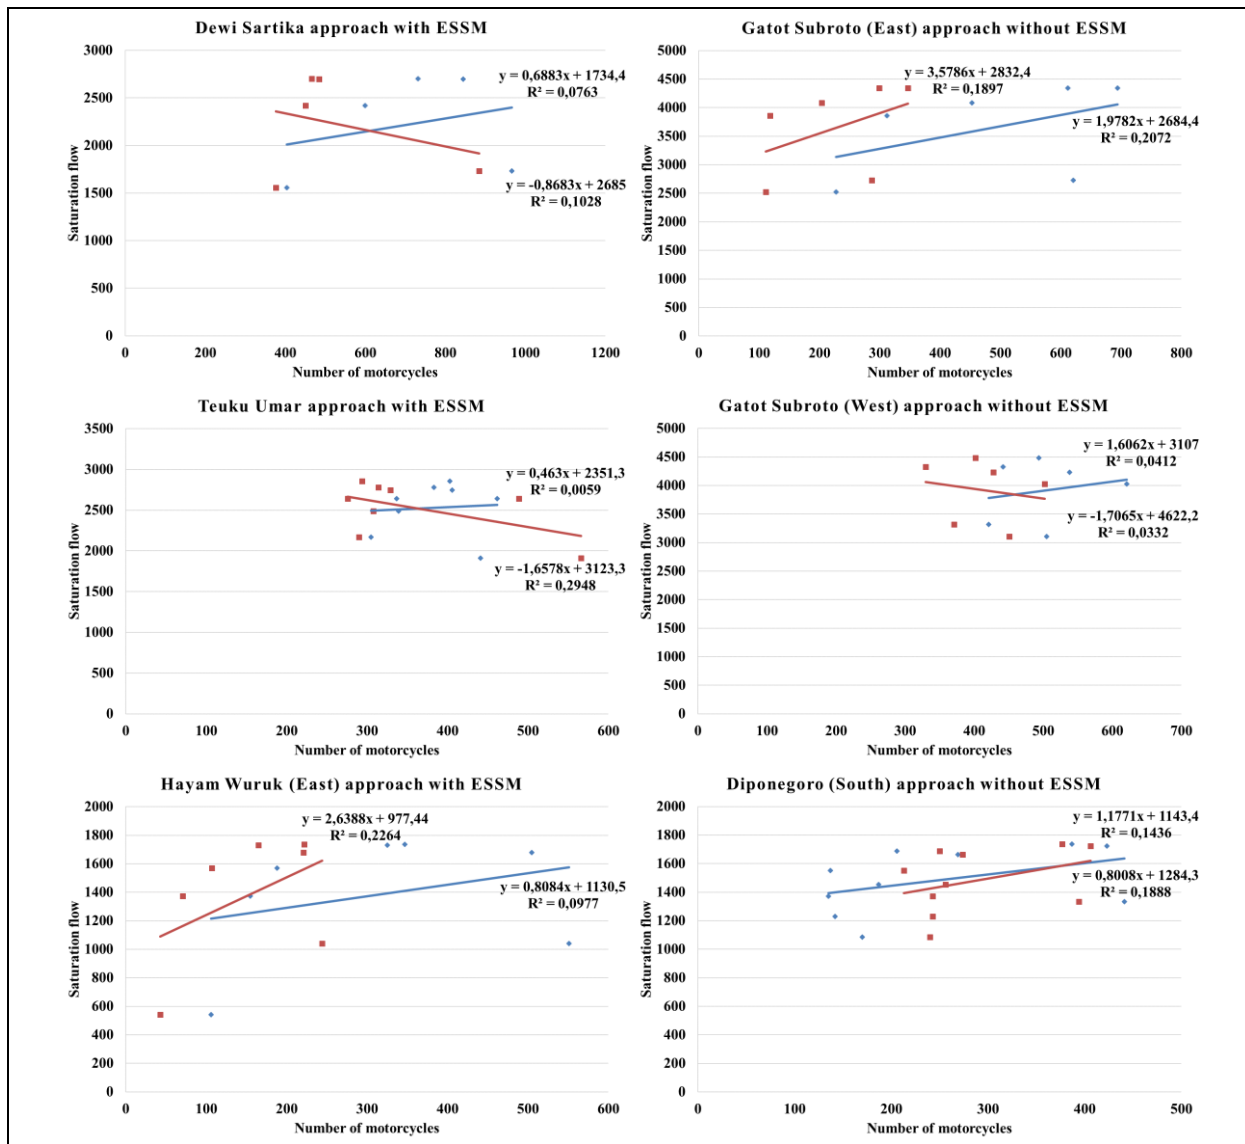 Dewi Sartika approach with ESSM
3000
2500
2000
1500
1000
500
0
Saturation flow
y = 0,6883x + 1734,4
R² = 0,0763
y = -0,8683x + 2685
R² = 0,1028
0 200 400 600 800 1000 1200
Number of motorcycles
Gatot Subroto (East) approach without ESSM
5000
4500
4000
3500
3000
2500
2000
1500
1000
500
0
Saturation flow
y = 3,5786x + 2832,4
R² = 0,1897
y = 1,9782x + 2684,4
R² = 0,2072
0 100 200 300 400 500 600 700 800
Number of motorcycles
Teuku Umar approach with ESSM
3500
3000
2500
2000
1500
1000
500
0
Saturation flow
y = 0,463x + 2351,3
R² = 0,0059
y = -1,6578x + 3123,3
R² = 0,2948
0 100 200 300 400 500 600
Number of motorcycles
Gatot Subroto (West) approach without ESSM
5000
4500
4000
3500
3000
2500
2000
1500
1000
500
0
Saturation flow
y = 1,6062x + 3107
R² = 0,0412
y = -1,7065x + 4622,2
R² = 0,0332
0 100 200 300 400 500 600 700
Number of motorcycles
Hayam Wuruk (East) approach with ESSM
2000
1800
1600
1400
1200
1000
800
600
400
200
0
Saturation flow
y = 2,6388x + 977,44
R² = 0,2264
y = 0,8084x + 1130,5
R² = 0,0977
0 100 200 300 400 500 600
Number of motorcycles
Diponegoro (South) approach without ESSM
2000
1800
1600
1400
1200
1000
800
600
400
200
0
Saturation flow
y = 1,1771x + 1143,4
R² = 0,1436
y = 0,8008x + 1284,3
R² = 0,1888
0 100 200 300 400 500
Number of motorcycles